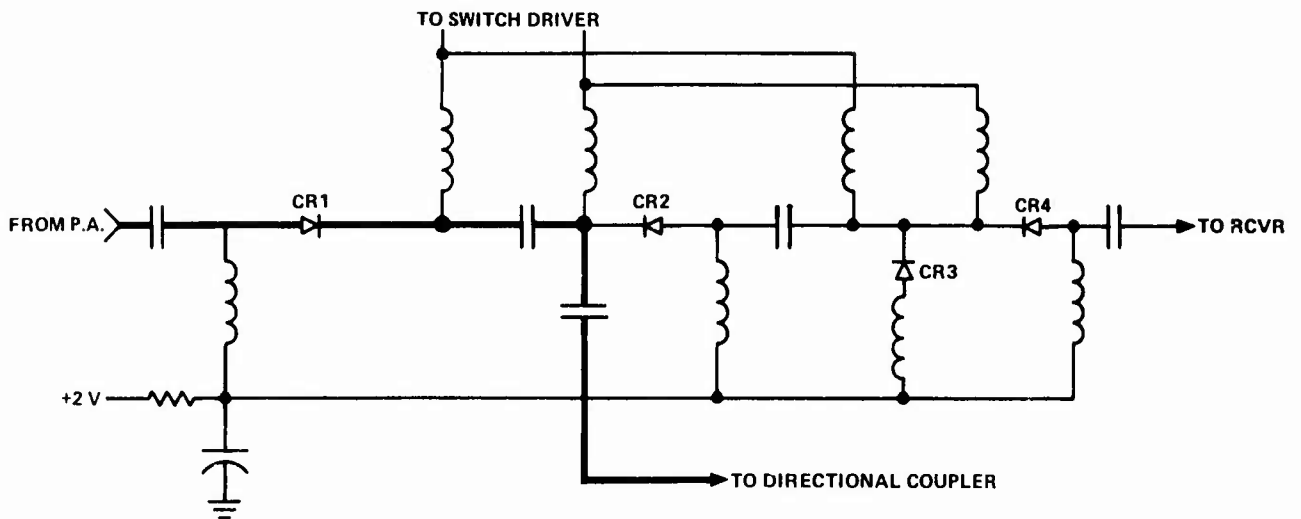 TO SWITCH DRIVER
CR1
CR2
CR4
FROM P.A.
TO RCVR
CR3
+2 V
TO DIRECTIONAL COUPLER